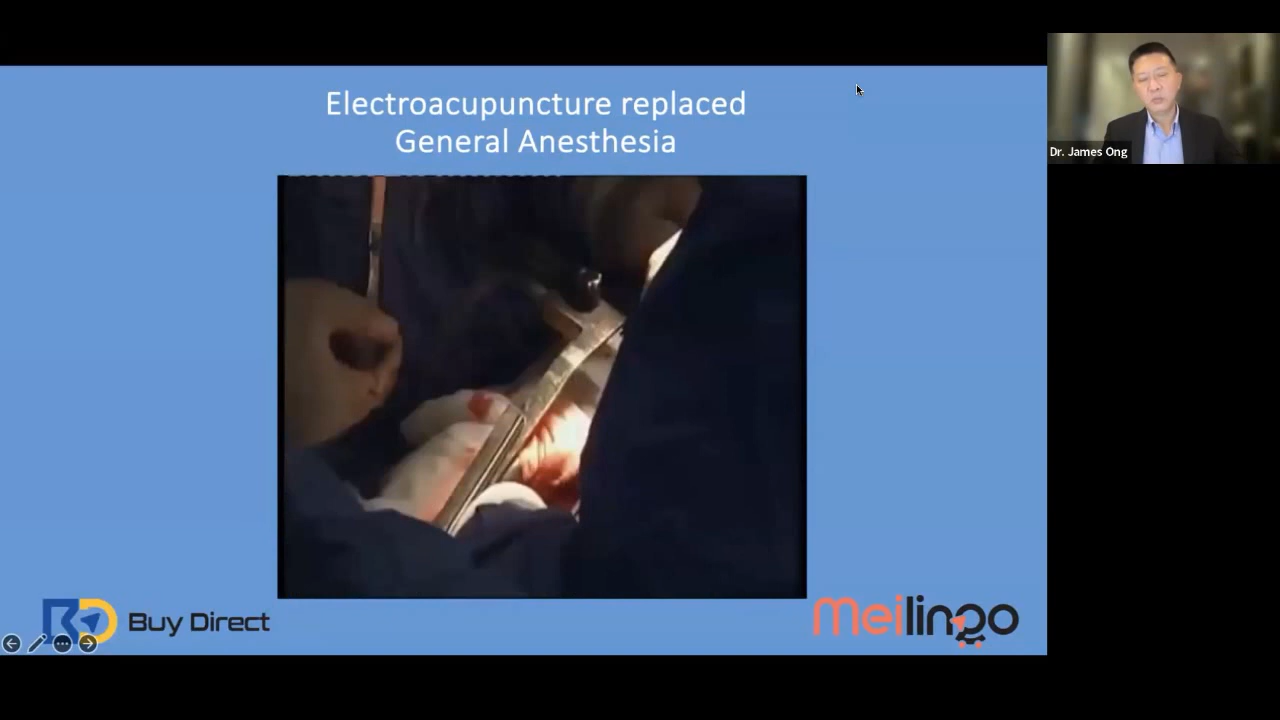 Electroacupuncture replaced
General Anesthesia
Dr. James Ong
Buy Direct
Meilingo